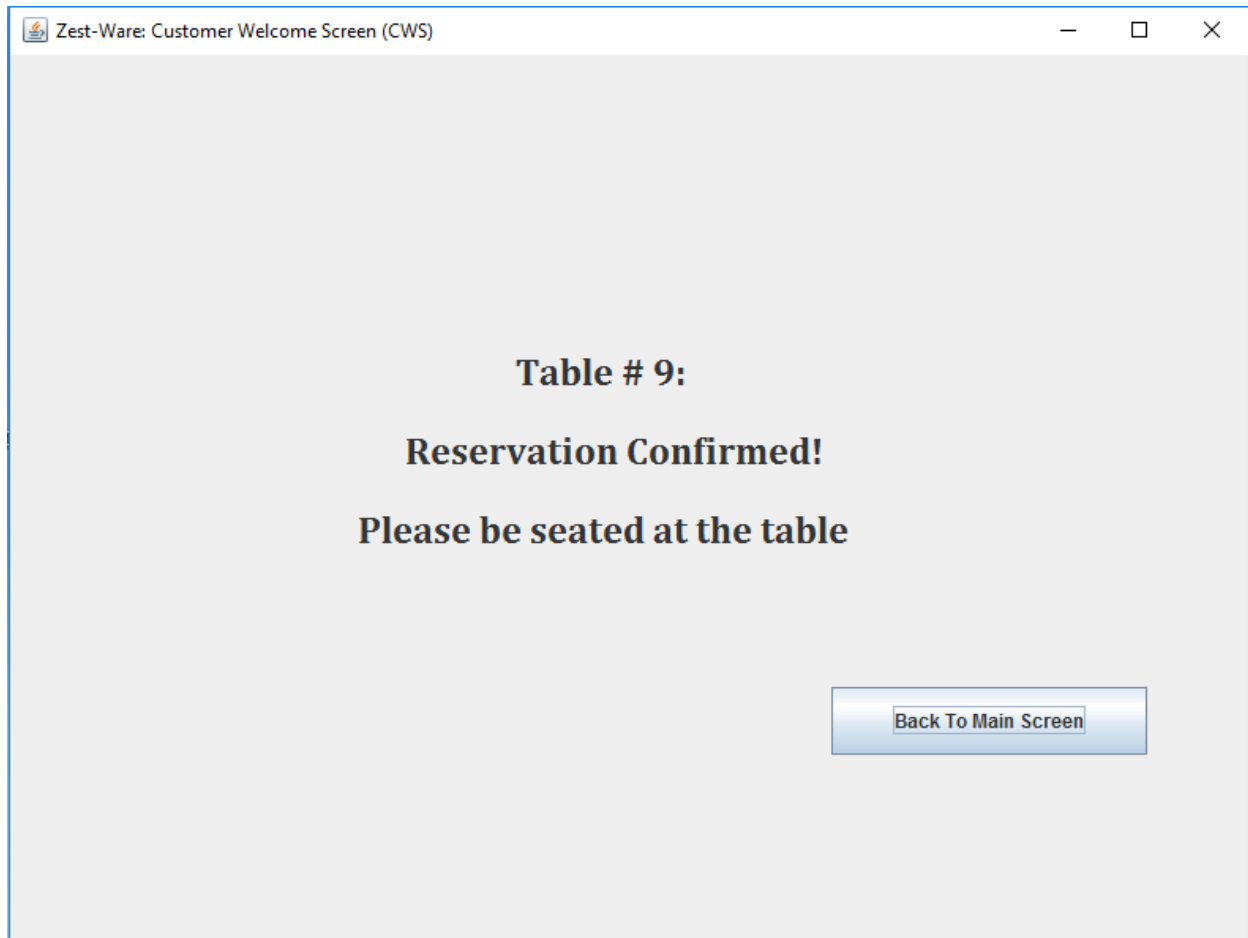 Zest-Ware: Customer Welcome Screen (CWS)
Table # 9:
Reservation Confirmed!
Please be seated at the table
Back To Main Screen